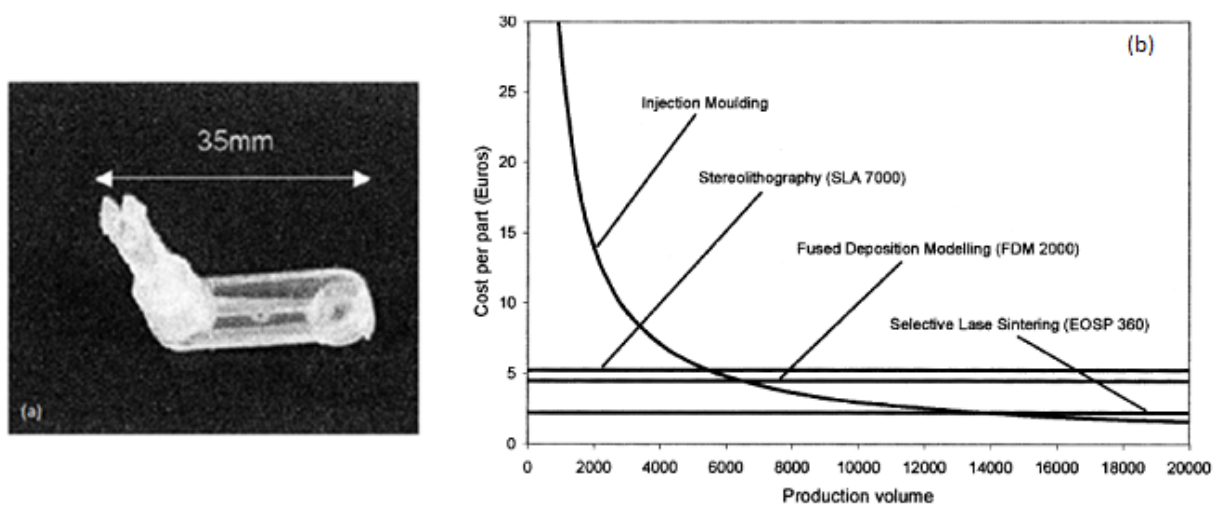 35mm
(a)
(b)
Cost per part (Euros)
30
25
20
15
10
5
0
Injection Moulding
Stereolithography (SLA 7000)
Fused Deposition Modelling (FDM 2000)
Selective Lase Sintering (EOSP 360)
0 2000 4000 6000 8000 10000 12000 14000 16000 18000 20000
Production volume